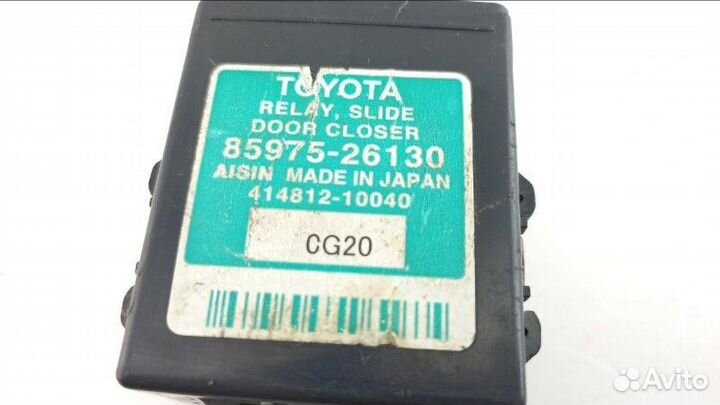 TOYOTA
RELAY, SLIDE
DOOR CLOSER
85975-26130
AISIN MADE IN JAPAN
414812-10040
CG20
Avito